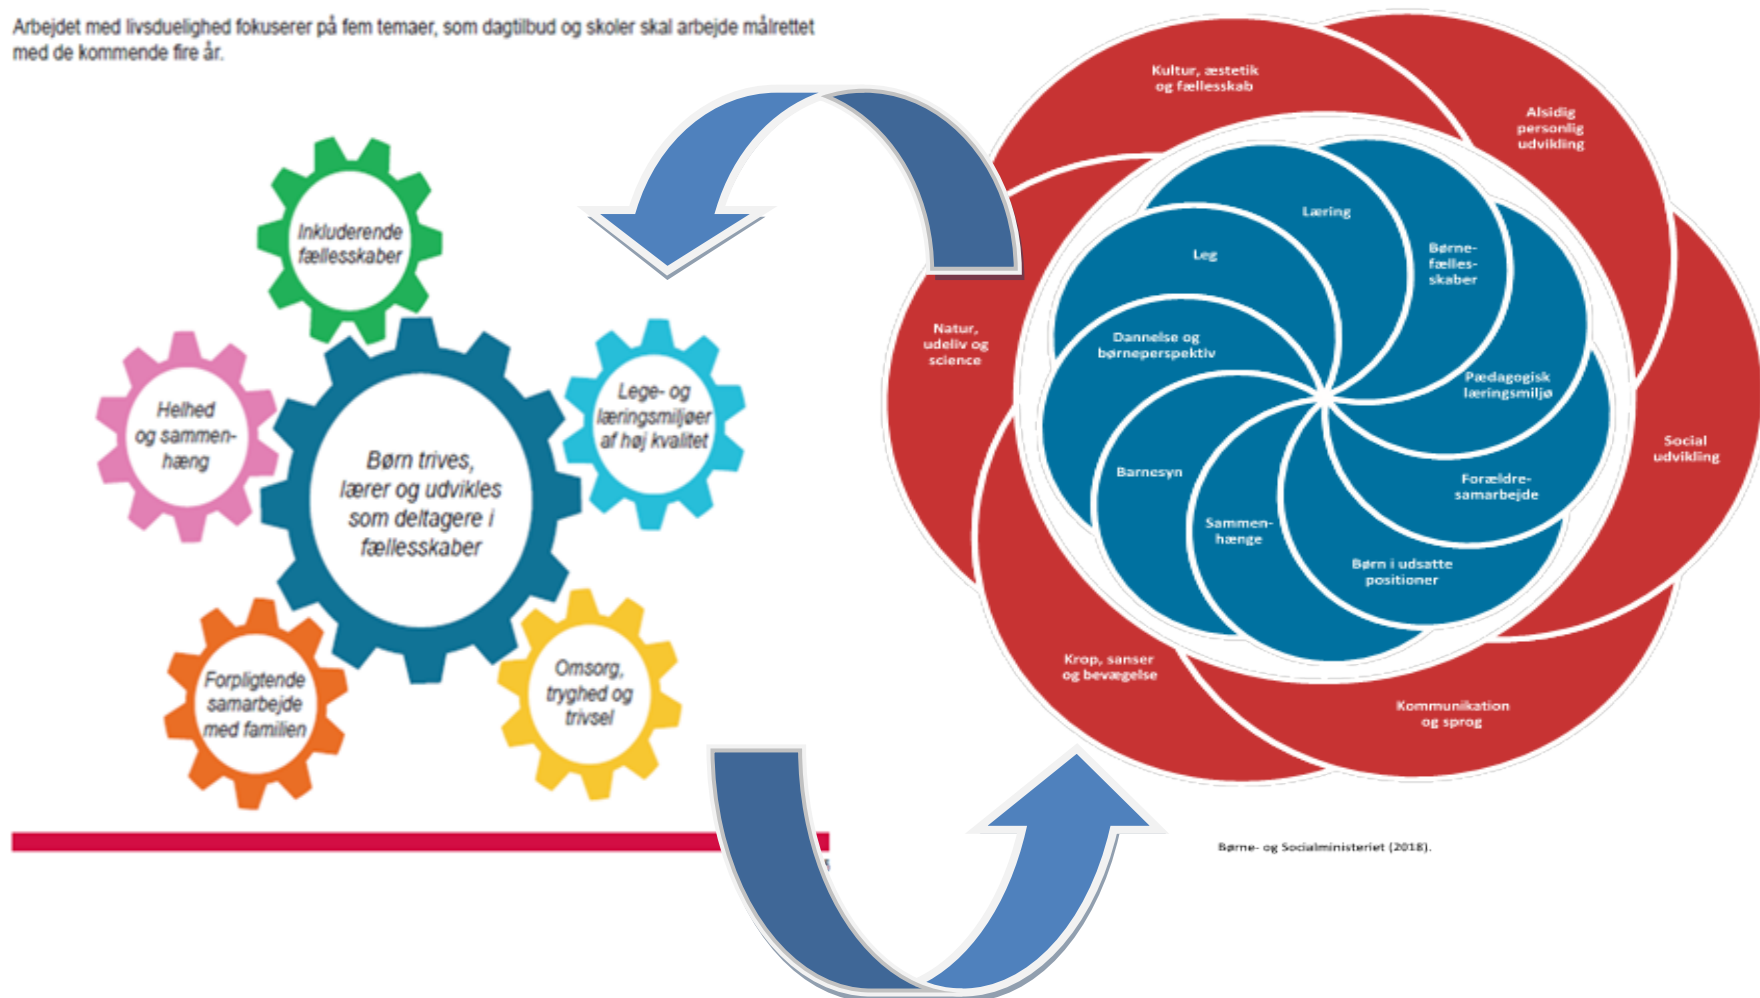 Arbejdet med livsduelighed fokuserer på fem temaer, som dagtilbud og skoler skal arbejde målrettet
med de kommende fire år.
Inkluderende
fællesskaber
Helhed
og sammen-
hæng
Lege- og
læringsmiljøer
af høj kvalitet
Børn trives,
lærer og udvikles
som deltagere i
fællesskaber
Forpligtende
samarbejde
med familien
Omsorg,
tryghed og
trivsel
Kultur, æstetik
og fællesskab
Alsidig
personlig
udvikling
Læring
Børne-
fælles-
skaber
Leg
Natur,
udeliv og
science
Dannelse og
børneperspektiv
Pædagogisk
læringsmiljø
Social
udvikling
Barnesyn
Forældre-
samarbejde
Sammen-
hænge
Børn i udsatte
positioner
Krop, sanser
og bevægelse
Kommunikation
og sprog
Børne- og Socialministeriet (2018).